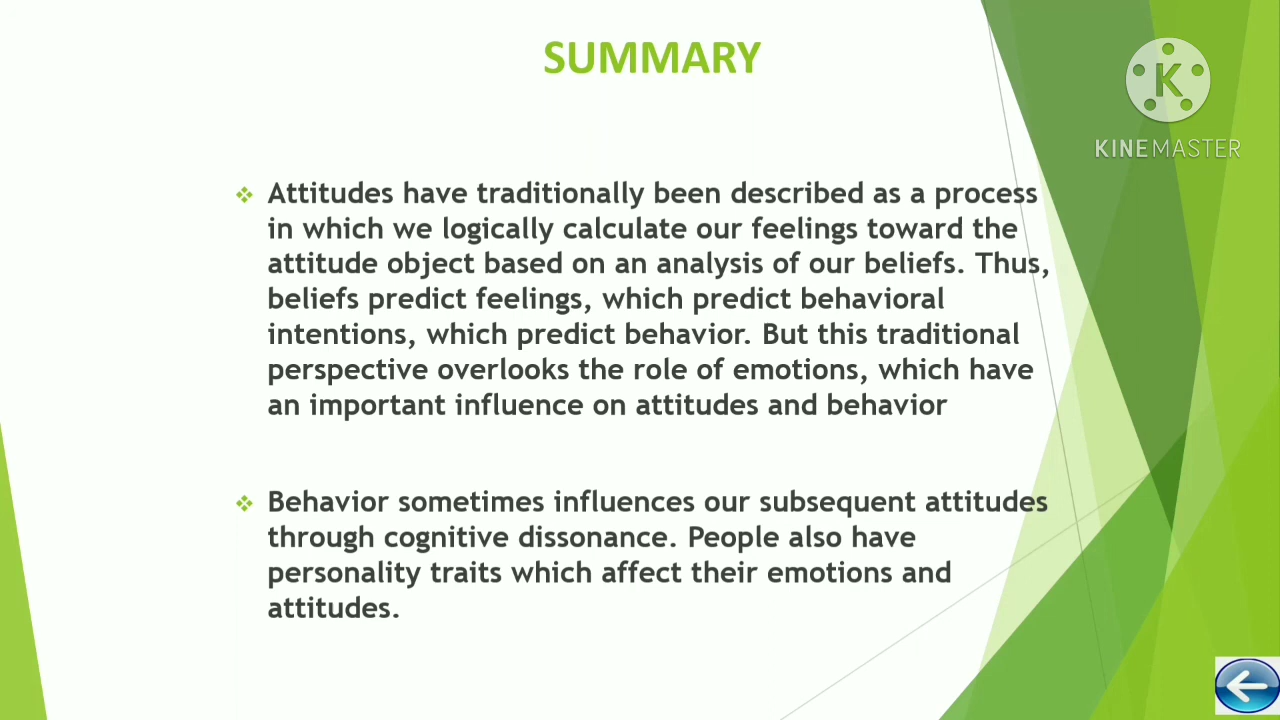 SUMMARY
K
KINEMASTER
❖ Attitudes have traditionally been described as a process
in which we logically calculate our feelings toward the
attitude object based on an analysis of our beliefs. Thus,
beliefs predict feelings, which predict behavioral
intentions, which predict behavior. But this traditional
perspective overlooks the role of emotions, which have
an important influence on attitudes and behavior
❖ Behavior sometimes influences our subsequent attitudes
through cognitive dissonance. People also have
personality traits which affect their emotions and
attitudes.